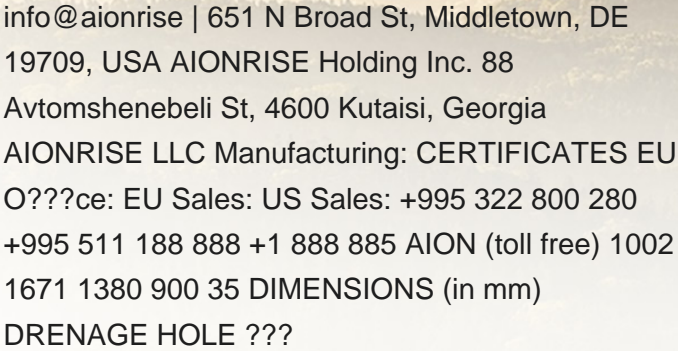 info@aionrise | 651 N Broad St, Middletown, DE
19709, USA AIONRISE Holding Inc. 88
Avtomshenebeli St, 4600 Kutaisi, Georgia
AIONRISE LLC Manufacturing: CERTIFICATES EU
O???ce: EU Sales: US Sales: +995 322 800 280
+995 511 188 888 +1 888 885 AION (toll free) 1002
1671 1380 900 35 DIMENSIONS (in mm)
DRENAGE HOLE ???